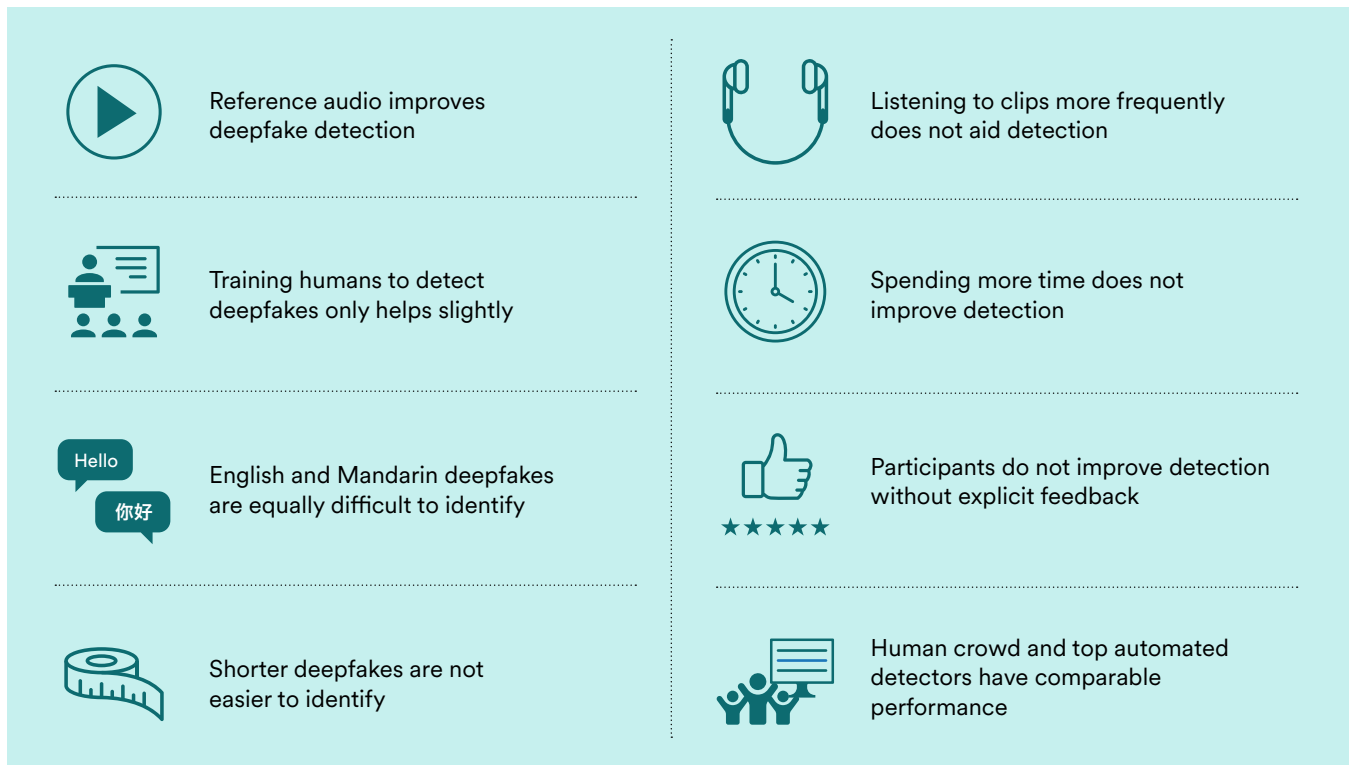 Reference audio improves
deepfake detection
Training humans to detect
deepfakes only helps slightly
Hello
你好
English and Mandarin deepfakes
are equally difficult to identify
Shorter deepfakes are not
easier to identify
Listening to clips more frequently
does not aid detection
Spending more time does not
improve detection
Participants do not improve detection
without explicit feedback
Human crowd and top automated
detectors have comparable
performance